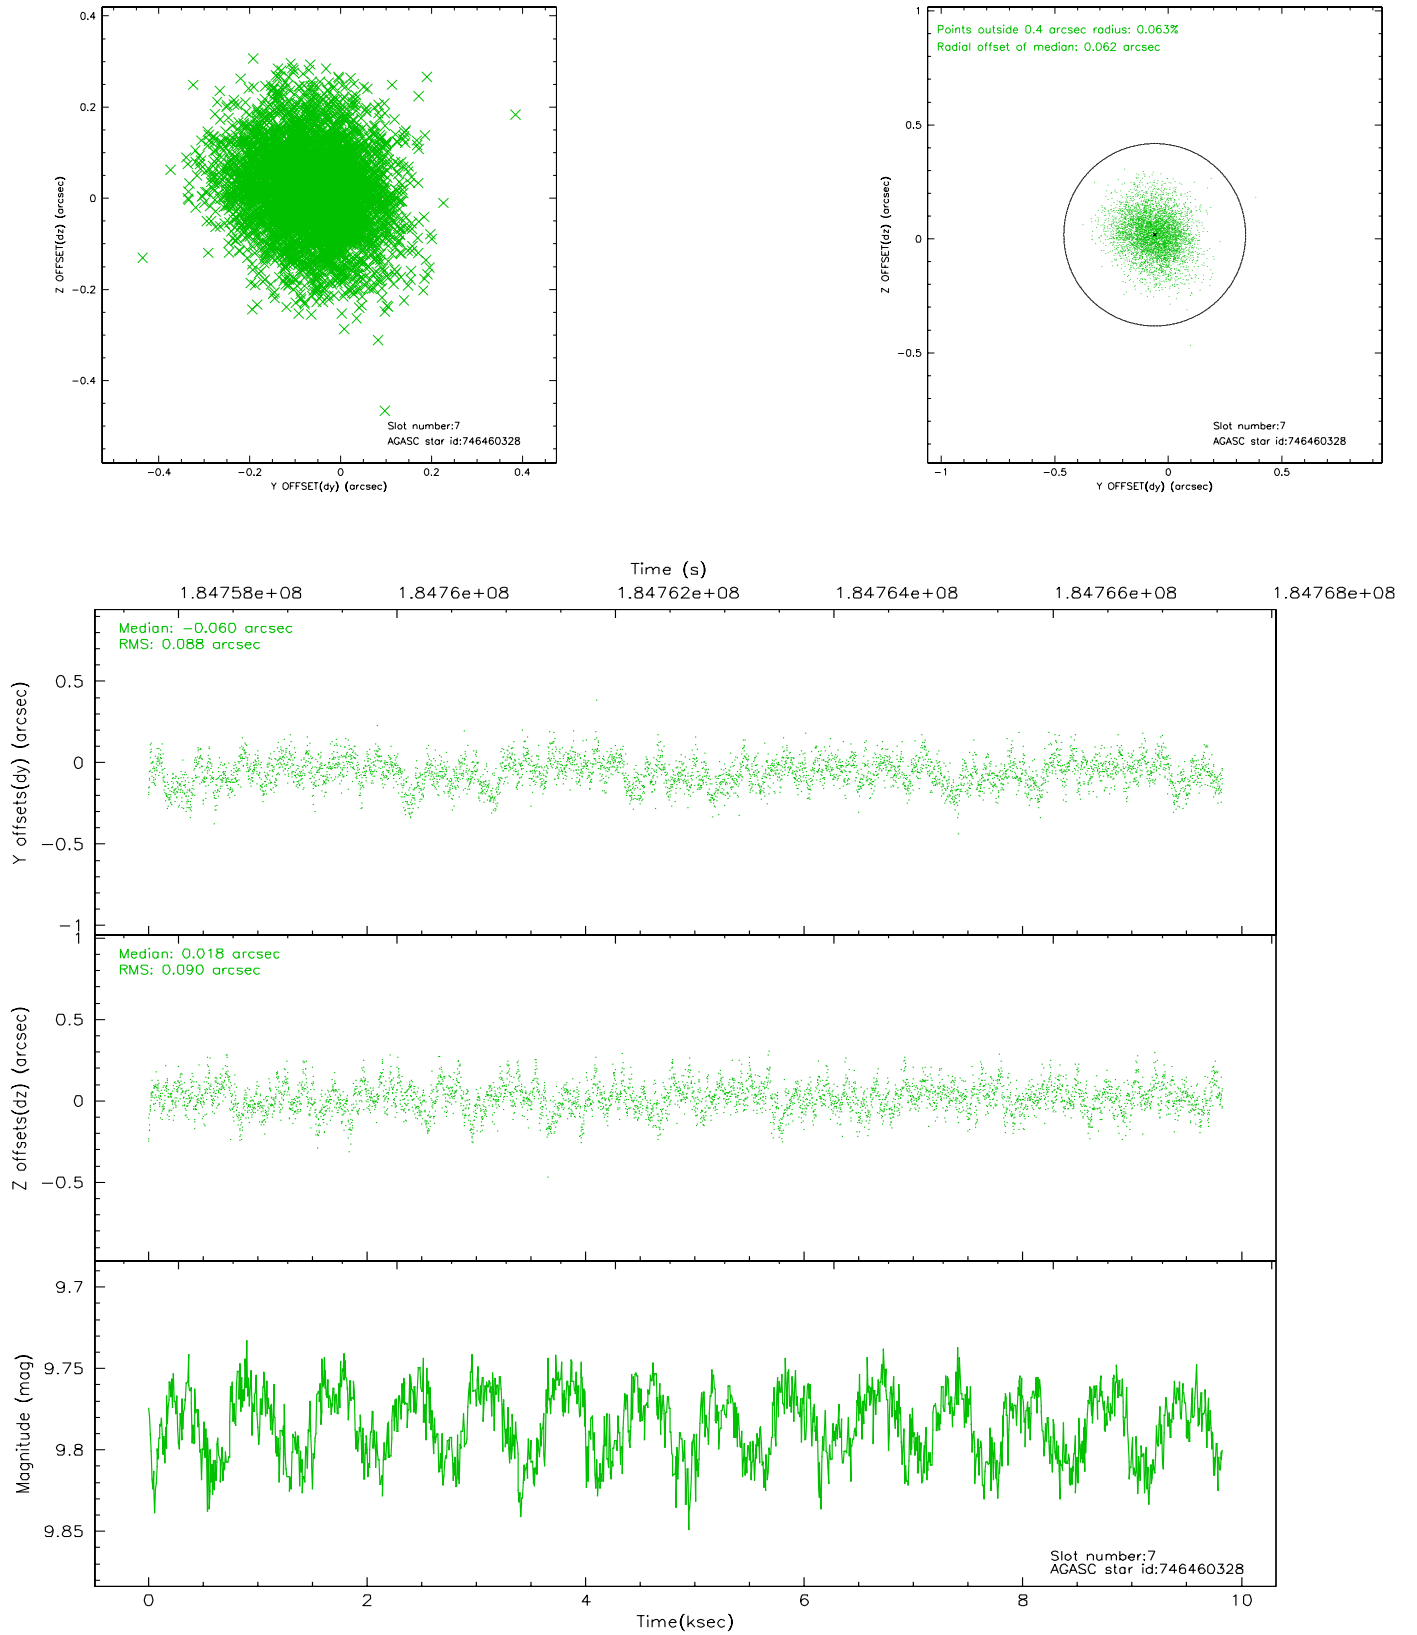 0.4
0.2
0
−0.2
−0.4
Z OFFSET(dz) (arcsec)
Slot number:7
AGASC star id:746460328
−0.4
−0.2
0
0.2
0.4
Y OFFSET(dy) (arcsec)
Points outside 0.4 arcsec radius: 0.063%
Radial offset of median: 0.062 arcsec
1
0.5
0
−0.5
Z OFFSET(dz) (arcsec)
Slot number:7
AGASC star id:746460328
−1
−0.5
0
0.5
Y OFFSET(dy) (arcsec)
Time (s)
1.84758e+08
1.8476e+08
1.84762e+08
1.84764e+08
1.84766e+08
1.84768e+08
Median: −0.060 arcsec
RMS: 0.088 arcsec
0.5
0
−0.5
−1
Y offsets(dy) (arcsec)
Median: 0.018 arcsec
RMS: 0.090 arcsec
1
0.5
0
−0.5
Z offsets(dz) (arcsec)
9.7
9.75
9.8
9.85
Magnitude (mag)
Slot number:7
AGASC star id:746460328
0
2
4
6
8
10
Time(ksec)